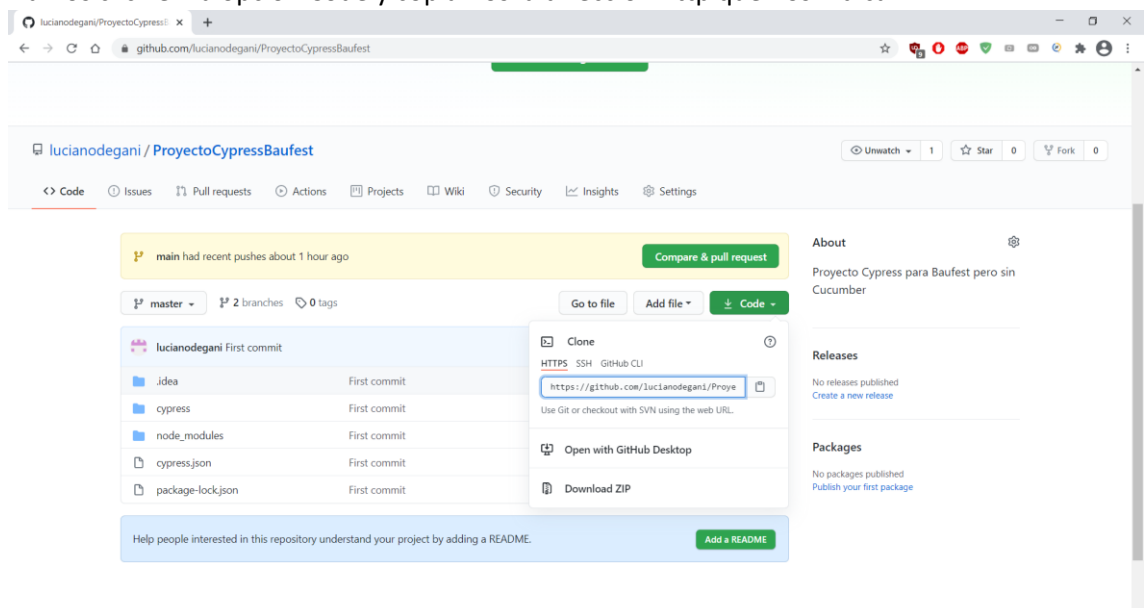 lucianodegani/ProyectoCypressB
github.com/lucianodegani/ProyectoCypressBaufest
9
ABP
lucianodegani / ProyectoCypressBaufest
Unwatch 1 Star 0 Fork 0
<> Code Issues Pull requests Actions Projects Wiki Security Insights Settings
main had recent pushes about 1 hour ago Compare & pull request
master 2 branches 0 tags Go to file Add file Code
lucianodegani First commit
.idea First commit
cypress First commit
node_modules First commit
cypress.json First commit
package-lock.json First commit
Clone
HTTPS SSH GitHub CLI
https://github.com/lucianodegani/Proye
Use Git or checkout with SVN using the web URL.
Open with GitHub Desktop
Download ZIP
Help people interested in this repository understand your project by adding a README. Add a README
About
Proyecto Cypress para Baufest pero sin
Cucumber
Releases
No releases published
Create a new release
Packages
No packages published
Publish your first package